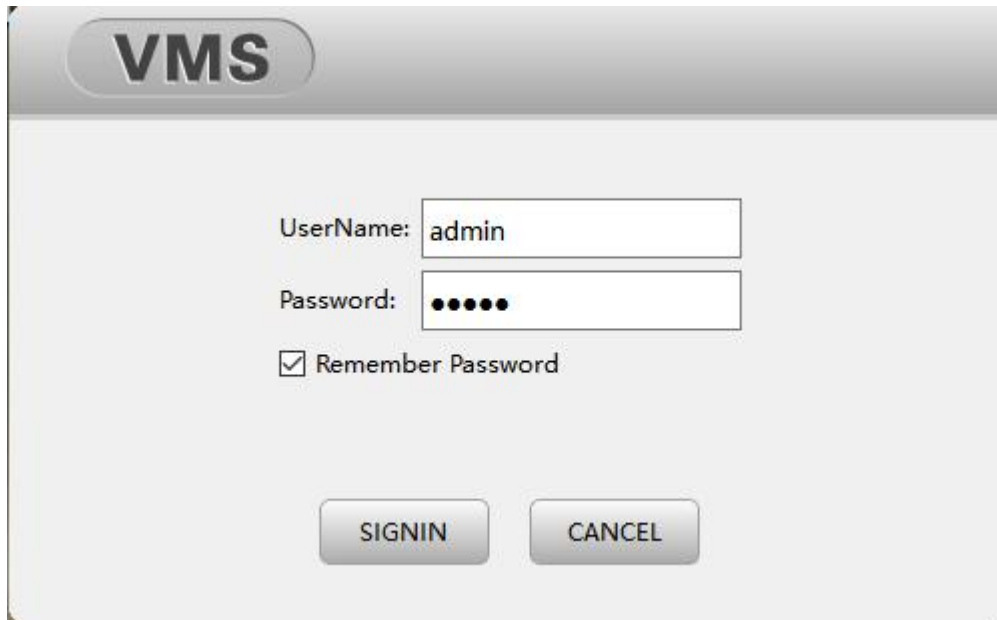 VMS
UserName: admin
Password: •••••
Remember Password
SIGNIN CANCEL